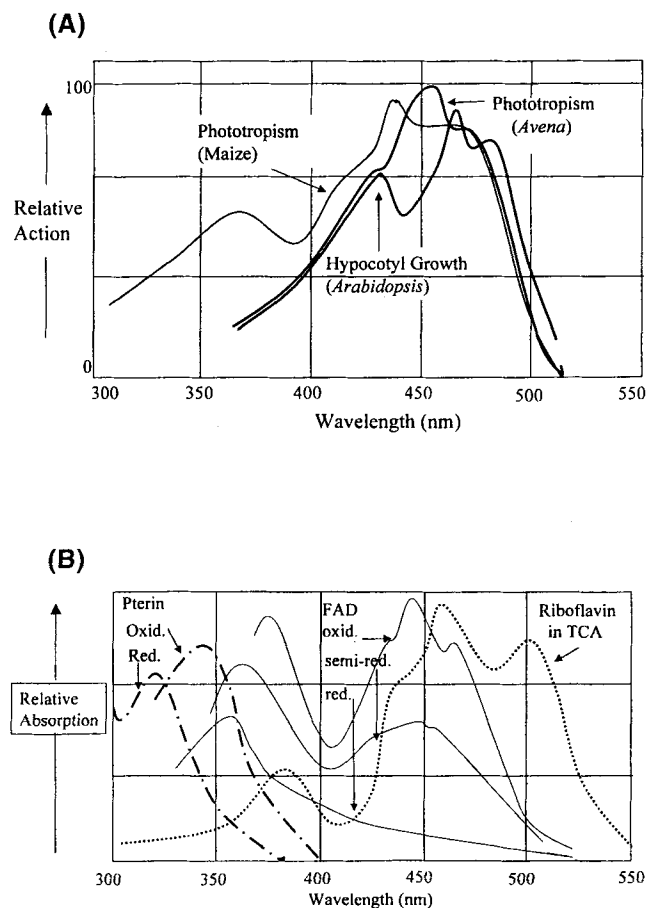 (A)
100
Relative
Action
0
Phototropism
(Maize)
Phototropism
(Avena)
Hypocotyl Growth
(Arabidopsis)
300 350 400 450 500 550
Wavelength (nm)
(B)
Relative
Absorption
Pterin
Oxid.
Red.
FAD
oxid.
semi-red.
red.
Riboflavin
in TCA
300 350 400 450 500 550
Wavelength (nm)